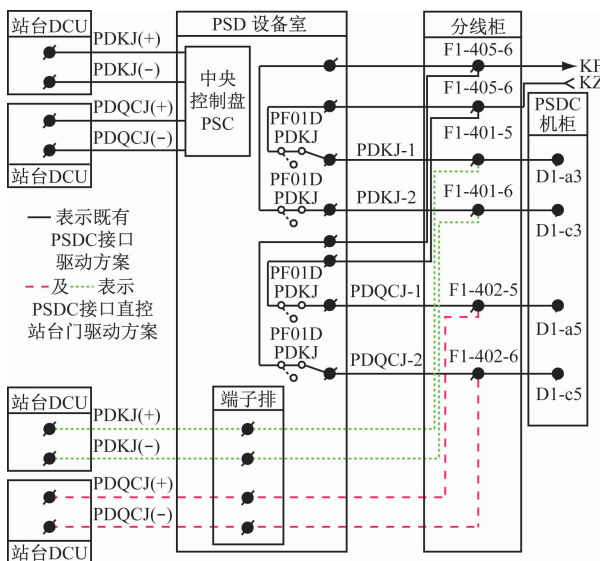 站台DCU
PDKJ(+)
PDKJ(-)
PDQCJ(+)
PDQCJ(-)
站台DCU
PSD 设备室
中央
控制盘
PSC
PF01D
PDKJ
PF01D
PDKJ
PDKJ-1
PDKJ-2
PF01D
PDKJ
PDQCJ-1
PF01D
PDKJ
PDQCJ-2
分线柜
F1-405-6
F1-405-6
F1-401-5
F1-401-6
F1-402-5
F1-402-6
KF
KZ
PSDC
机柜
D1-a3
D1-c3
D1-a5
D1-c5
表示既有
PSDC接口
驱动方案
及 表示
PSDC接口直控
站台门驱动方案
站台DCU
PDKJ(+)
PDKJ(-)
PDQCJ(+)
PDQCJ(-)
站台DCU
端子排